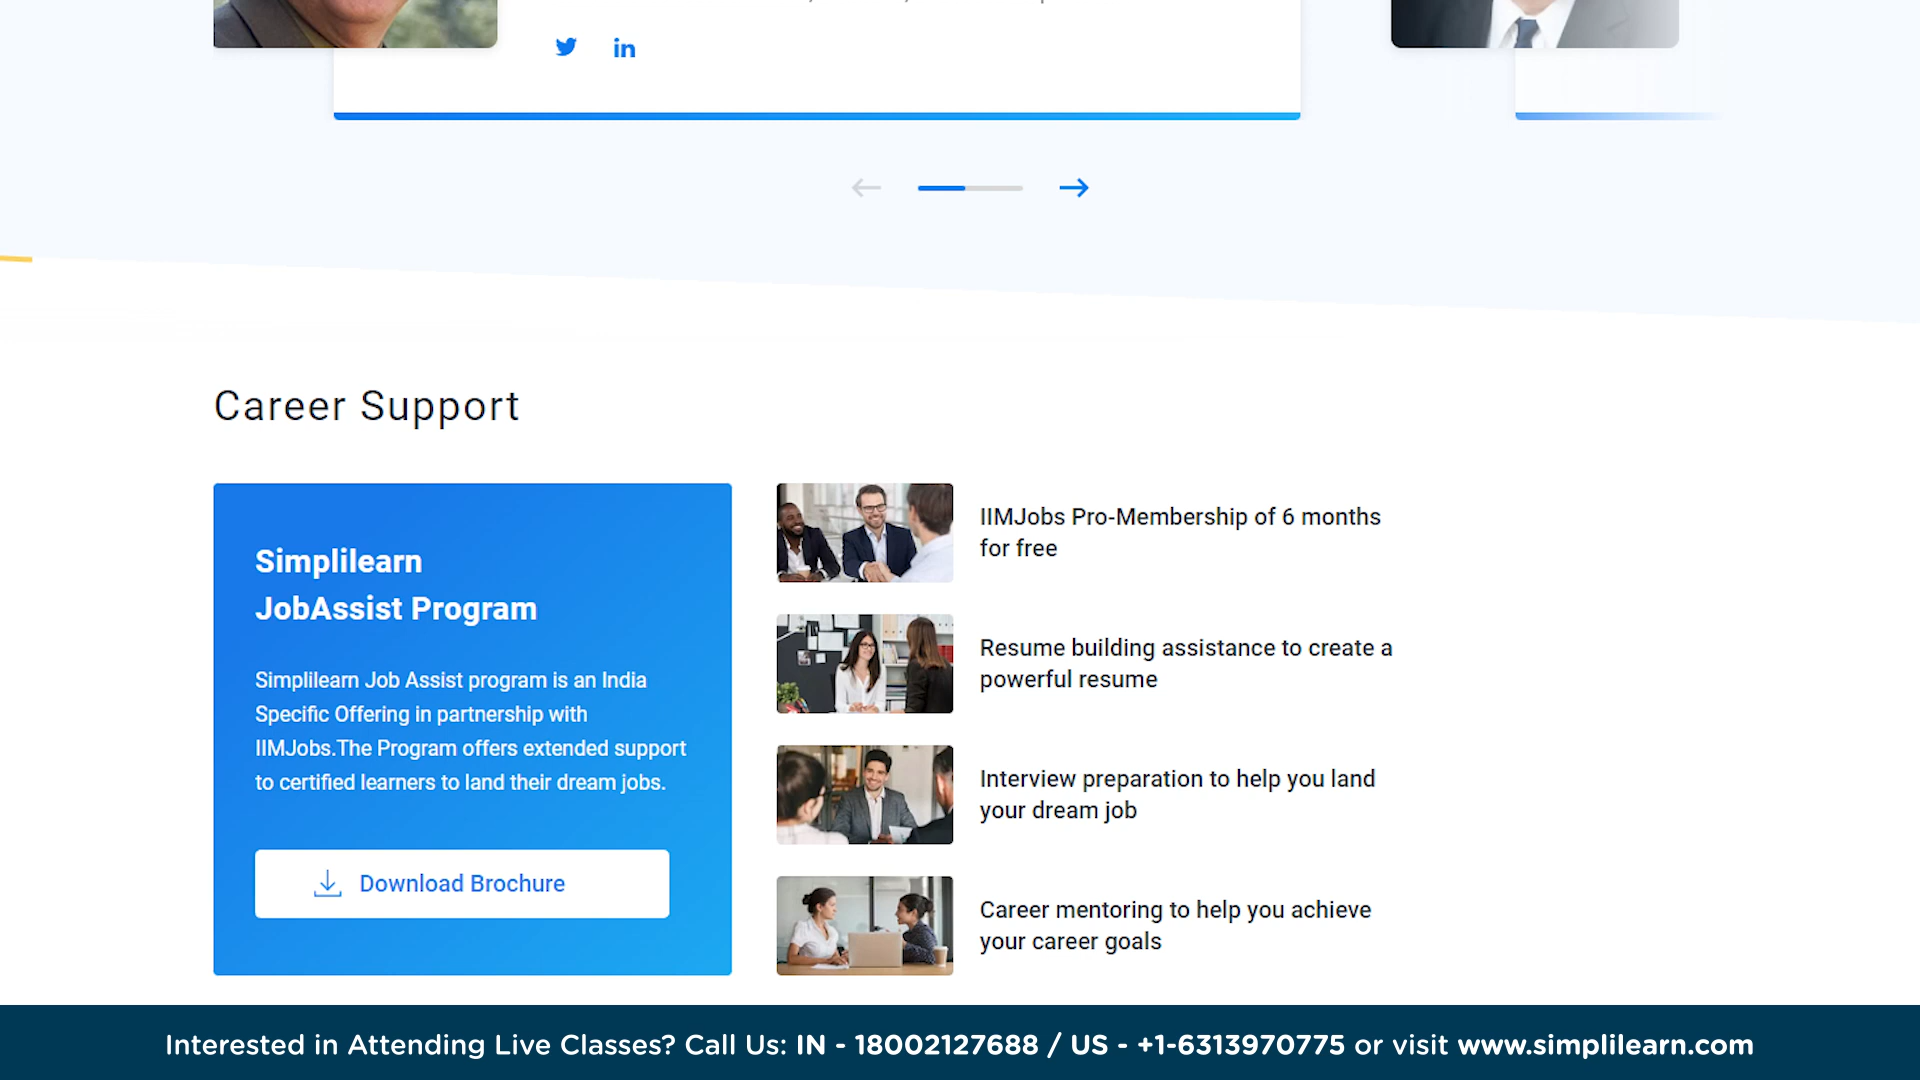 Career Support
Simplilearn
JobAssist Program
Simplilearn Job Assist program is an India
Specific Offering in partnership with
IIMJobs.The Program offers extended support
to certified learners to land their dream jobs.
Download Brochure
IIMJobs Pro-Membership of 6 months
for free
Resume building assistance to create a
powerful resume
Interview preparation to help you land
your dream job
Career mentoring to help you achieve
your career goals
Interested in Attending Live Classes? Call Us: IN - 18002127688 / US - +1-6313970775 or visit www.simplilearn.com